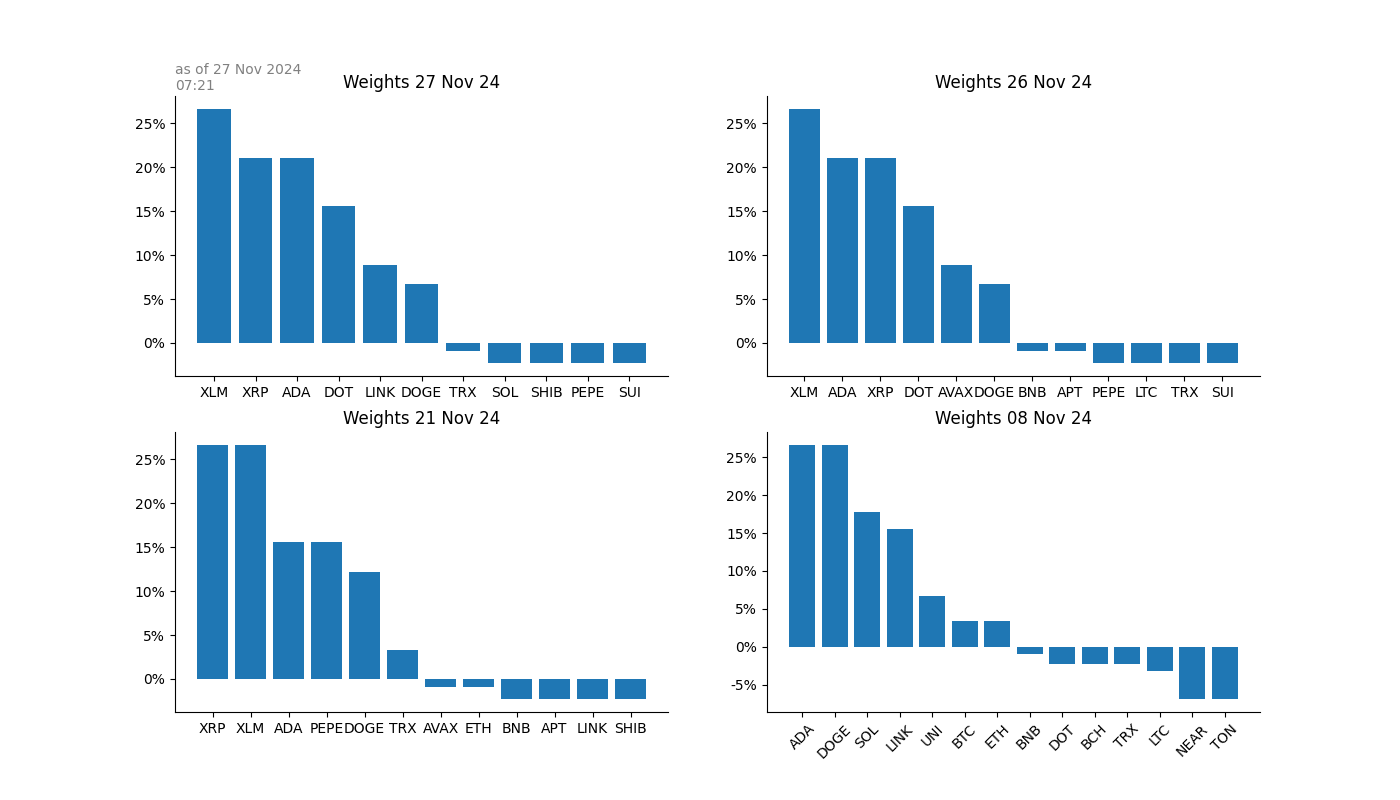 as of 27 Nov 2024
07:21
Weights 27 Nov 24
25%
20%
15%
10%
5%
0%
XLM XRP ADA DOT LINK DOGE TRX SOL SHIB PEPE SUI
Weights 26 Nov 24
25%
20%
15%
10%
5%
0%
XLM ADA XRP DOT AVAX DOGE BNB APT PEPE LTC TRX SUI
Weights 21 Nov 24
25%
20%
15%
10%
5%
0%
XRP XLM ADA PEPE DOGE TRX AVAX ETH BNB APT LINK SHIB
Weights 08 Nov 24
25%
20%
15%
10%
5%
0%
-5%
ADA DOGE SOL LINK UNI BTC ETH BNB DOT BCH TRX LTC NEAR TON